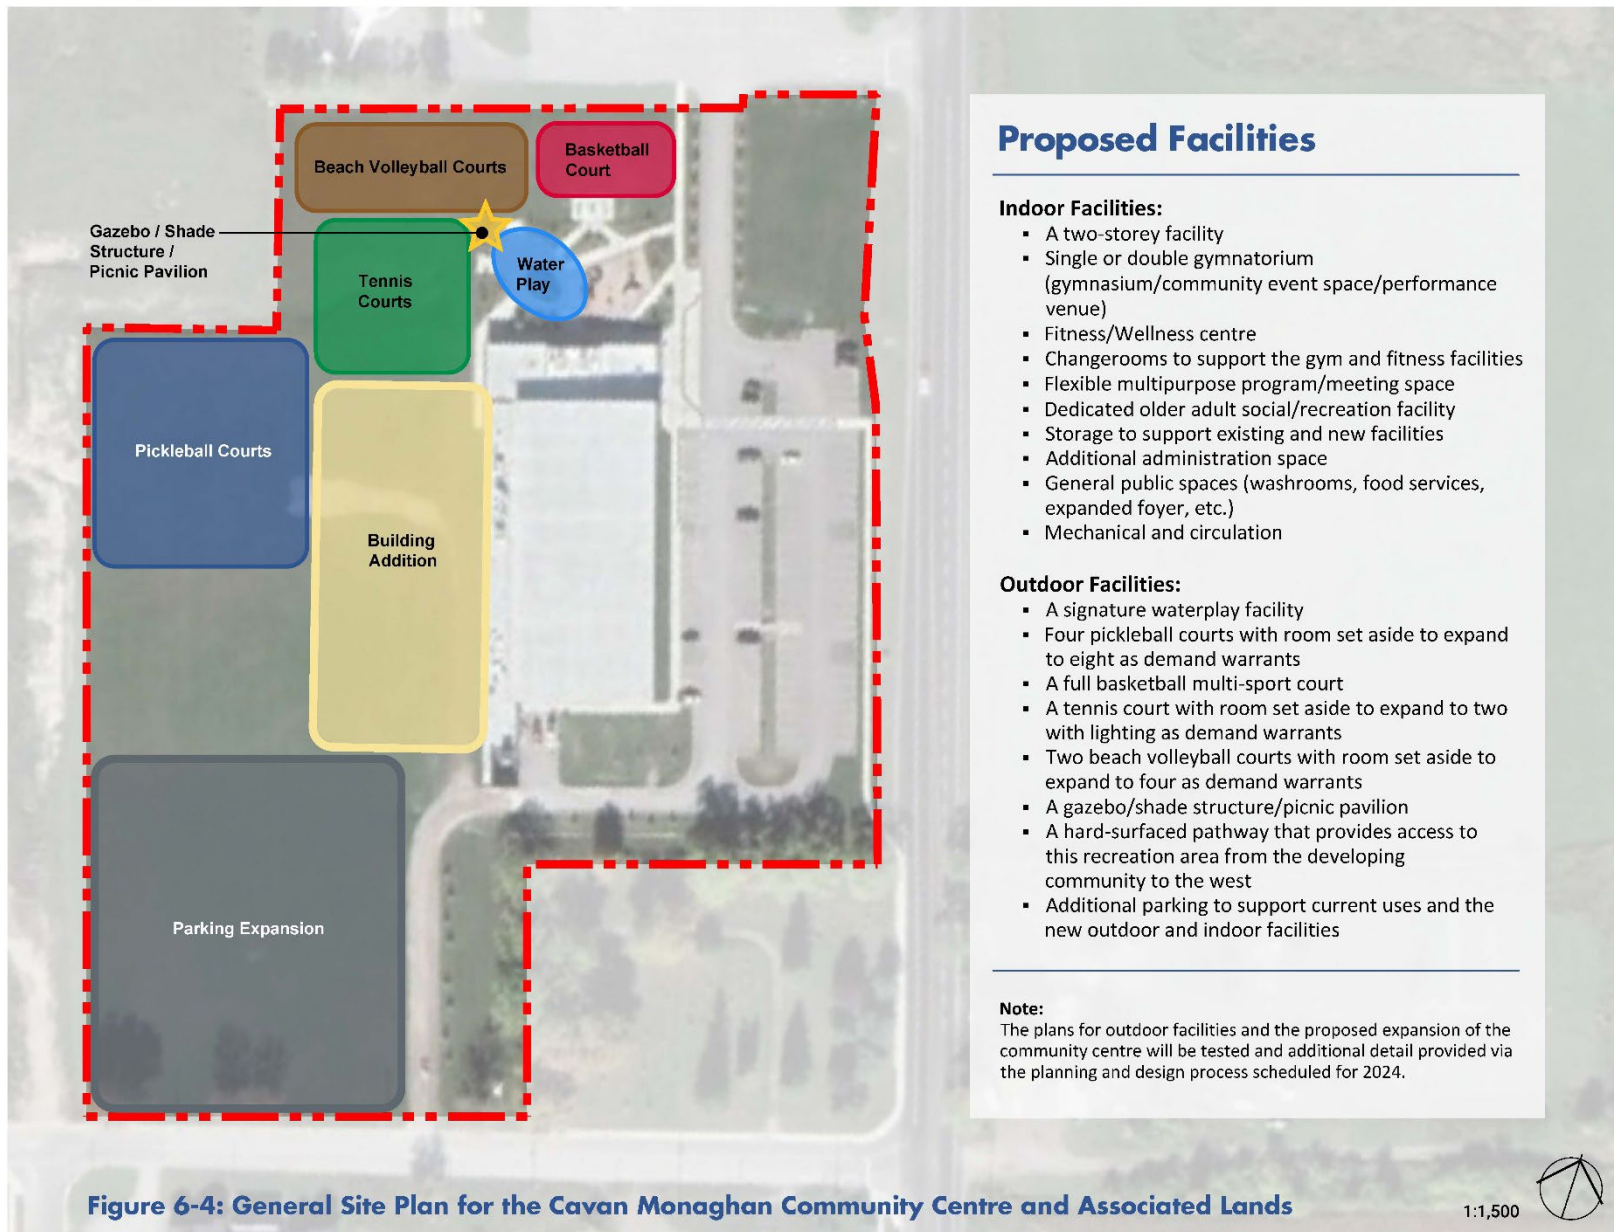 Beach Volleyball Courts
Basketball
Court
Gazebo / Shade
Structure /
Picnic Pavilion
Water
Play
Tennis
Courts
Pickleball Courts
Building
Addition
Parking Expansion
Proposed Facilities
Indoor Facilities:
▪ A two-storey facility
▪ Single or double gymnatorium
(gymnasium/community event space/performance
venue)
▪ Fitness/Wellness centre
▪ Changerooms to support the gym and fitness facilities
▪ Flexible multipurpose program/meeting space
▪ Dedicated older adult social/recreation facility
▪ Storage to support existing and new facilities
▪ Additional administration space
▪ General public spaces (washrooms, food services,
expanded foyer, etc.)
▪ Mechanical and circulation
Outdoor Facilities:
▪ A signature waterplay facility
▪ Four pickleball courts with room set aside to expand
to eight as demand warrants
▪ A full basketball multi-sport court
▪ A tennis court with room set aside to expand to two
with lighting as demand warrants
▪ Two beach volleyball courts with room set aside to
expand to four as demand warrants
▪ A gazebo/shade structure/picnic pavilion
▪ A hard-surfaced pathway that provides access to
this recreation area from the developing
community to the west
▪ Additional parking to support current uses and the
new outdoor and indoor facilities
Note:
The plans for outdoor facilities and the proposed expansion of the
community centre will be tested and additional detail provided via
the planning and design process scheduled for 2024.
Figure 6-4: General Site Plan for the Cavan Monaghan Community Centre and Associated Lands
1:1,500